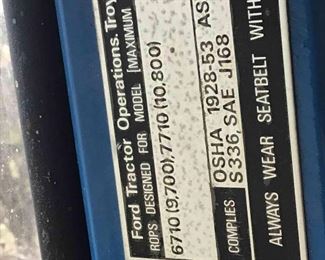 Ford Tractor Operations. Troy
ROPS DESIGNED FOR MODEL [MAXIMUM
6710 (9,700), 7710 (10,800)
COMPLIES
OSHA 1928-53 AS
S336, SAE J168
ALWAYS WEAR SEATBELT WITH